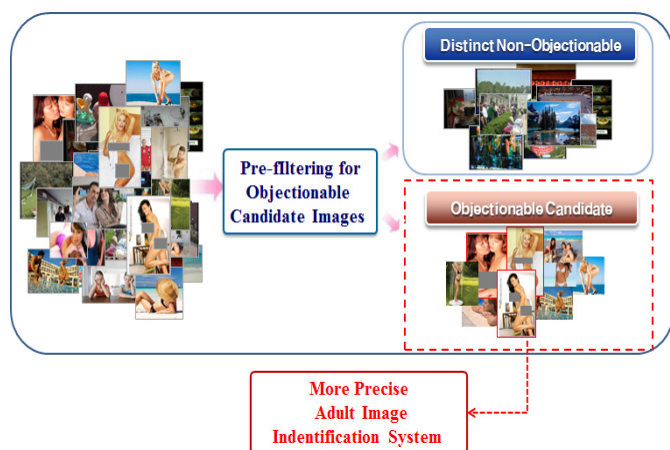 Distinct Non-Objectionable
Pre-fIltering for
Objectionable
Candidate Images
Objectionable Candidate
More Precise
Adult Image
Indentification System